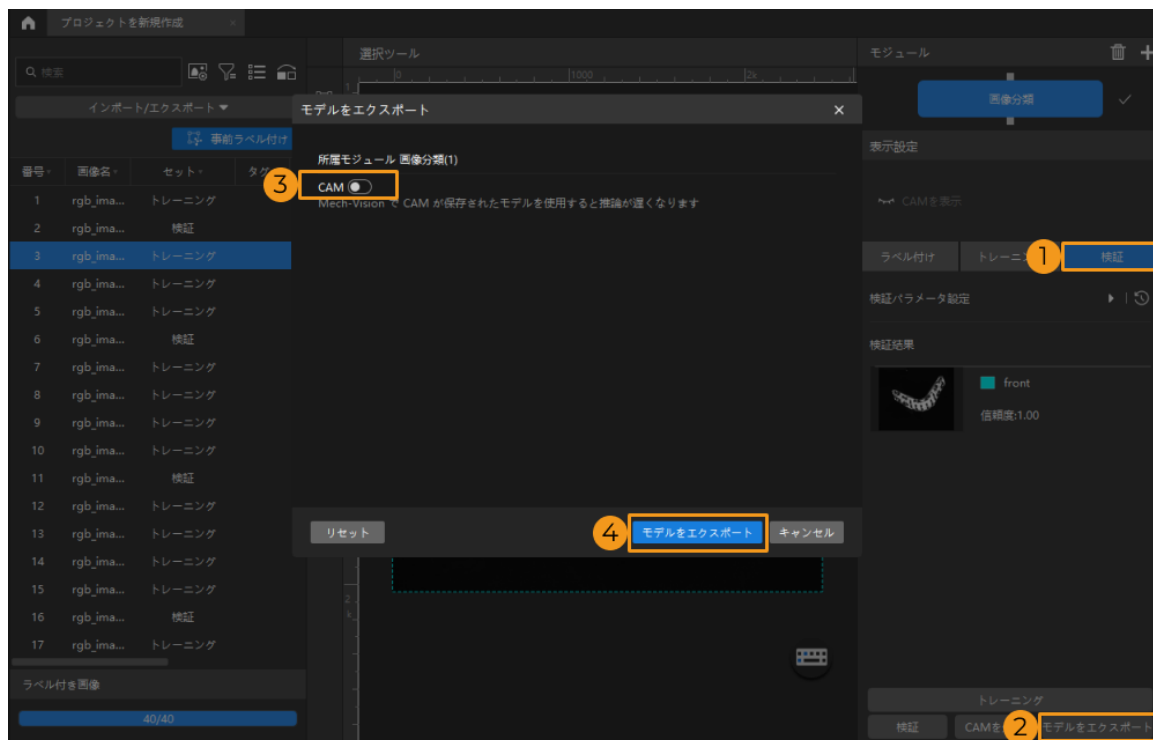 プロジェクトを新規作成 ×
検索
インポート/エクスポート
事前ラベル付け
番号 画像名 セット
1 rgb_ima... トレーニング
2 rgb_ima... 検証
3 rgb_ima... トレーニング
4 rgb_ima... トレーニング
5 rgb_ima... トレーニング
6 rgb_ima... 検証
7 rgb_ima... トレーニング
8 rgb_ima... トレーニング
9 rgb_ima... トレーニング
10 rgb_ima... トレーニング
11 rgb_ima... 検証
12 rgb_ima... トレーニング
13 rgb_ima... トレーニング
14 rgb_ima... トレーニング
15 rgb_ima... トレーニング
16 rgb_ima... 検証
17 rgb_ima... トレーニング
ラベル付き画像
40/40
選択ツール
0 1000 2k
1
2
k
モデルをエクスポート ×
所属モジュール 画像分類(1)
3
CAM
Mech-Vision で CAM が保存されたモデルを使用すると推論が遅くなります
リセット
4
モデルをエクスポート
キャンセル
モジュール
画像分類
表示設定
CAMを表示
ラベル付け
1
検証
検証パラメータ設定
検証結果
front
信頼度:1.00
トレーニング
検証
2
モデルをエクスポート